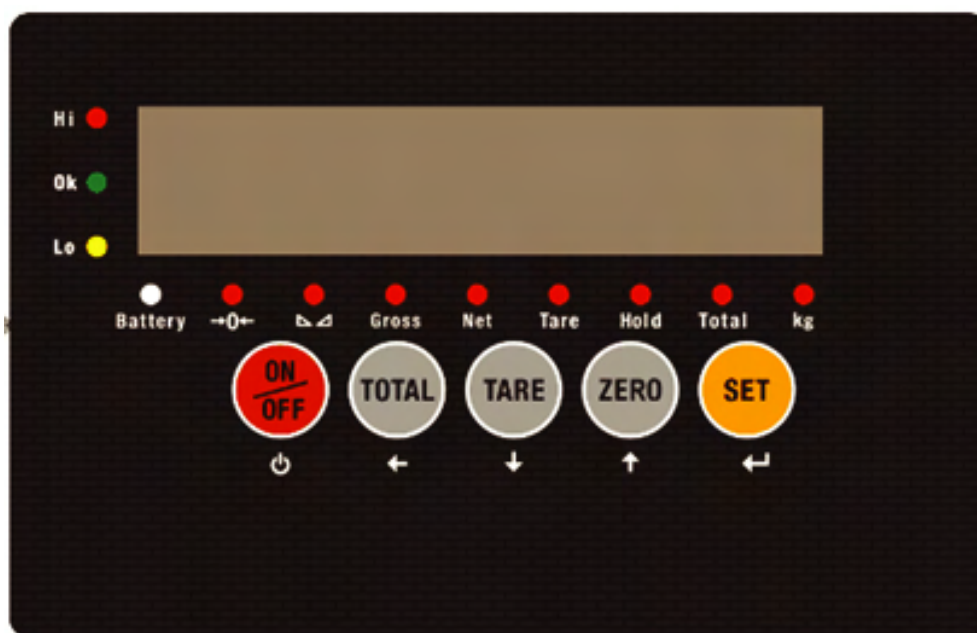 Hi
Ok
Lo
Battery →0← Gross Net Tare Hold Total kg
ON/OFF TOTAL TARE ZERO SET